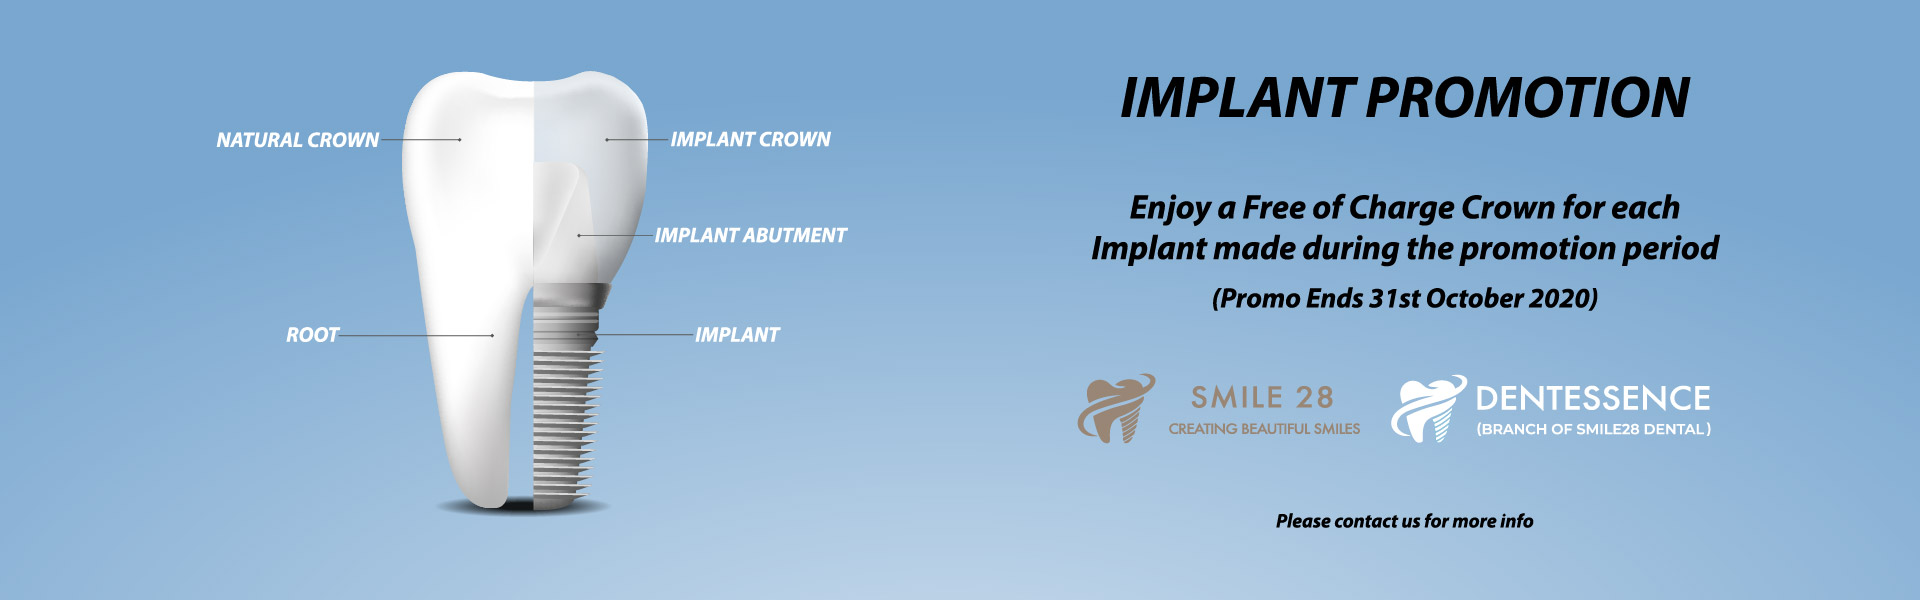 NATURAL CROWN
IMPLANT CROWN
IMPLANT ABUTMENT
ROOT
IMPLANT
IMPLANT PROMOTION
Enjoy a Free of Charge Crown for each
Implant made during the promotion period
(Promo Ends 31st October 2020)
SMILE 28
CREATING BEAUTIFUL SMILES
DENTESSENCE
(BRANCH OF SMILE28 DENTAL)
Please contact us for more info